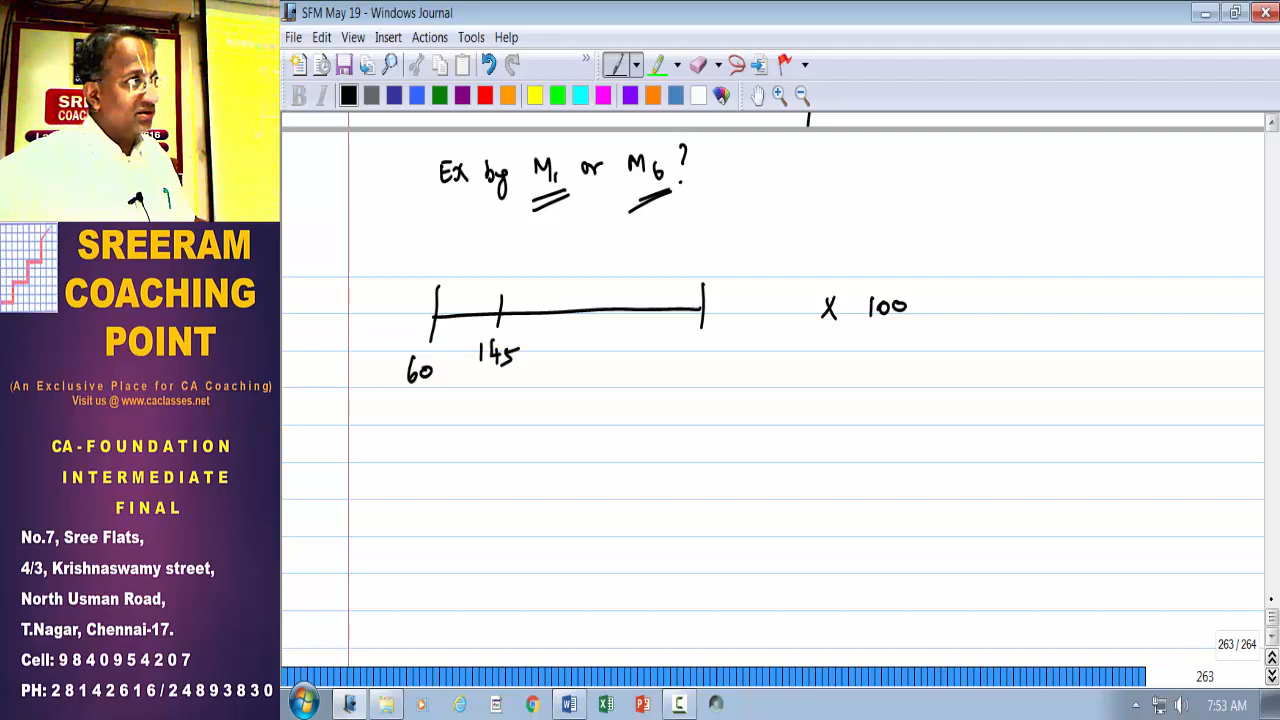 SFM May 19 - Windows Journal
File Edit View Insert Actions Tools Help
Ex by M1 or M6?
60
145
X 100
SREERAM
COACHING
POINT
(An Exclusive Place for CA Coaching)
Visit us @ www.caclasses.net
CA-FOUNDATION
INTERMEDIATE
FINAL
No.7, Sree Flats,
4/3, Krishnaswamy street,
North Usman Road,
T.Nagar, Chennai-17.
Cell: 9840954207
PH: 28142616/24893830
263 / 264
263
7:53 AM